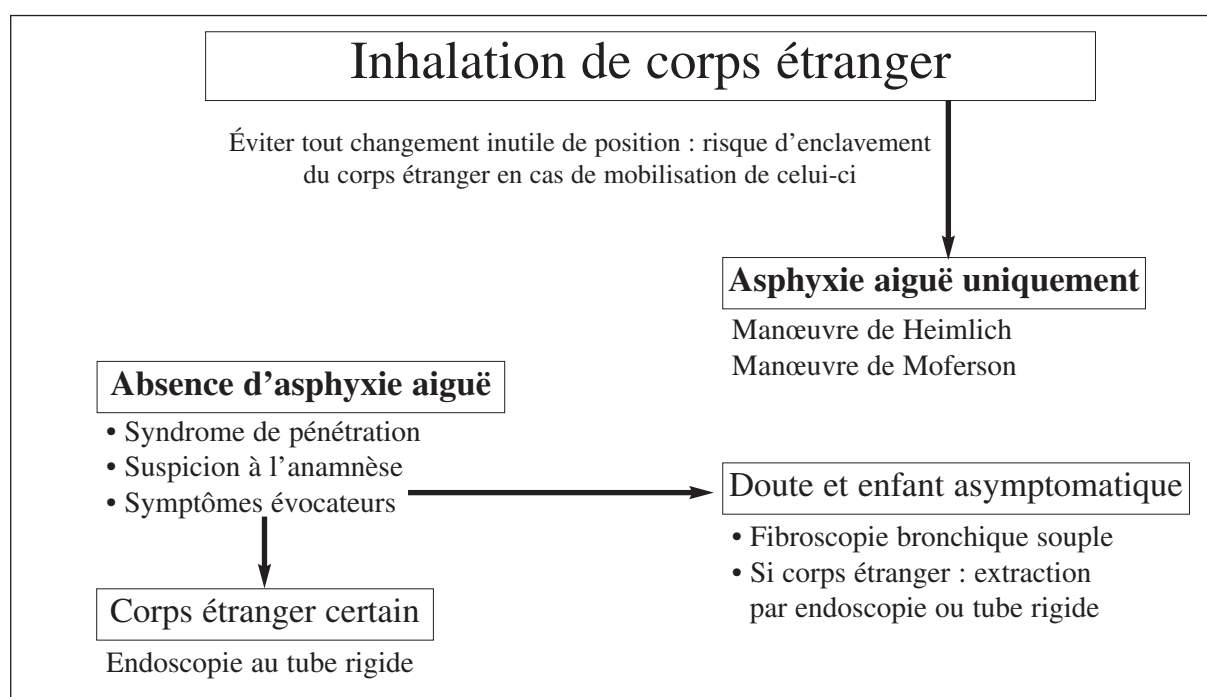 Inhalation de corps étranger
Éviter tout changement inutile de position : risque d’enclavement
du corps étranger en cas de mobilisation de celui-ci
Asphyxie aiguë uniquement
Manœuvre de Heimlich
Manœuvre de Moferson
Absence d’asphyxie aiguë
• Syndrome de pénétration
• Suspicion à l’anamnèse
• Symptômes évocateurs
Doute et enfant asymptomatique
• Fibroscopie bronchique souple
• Si corps étranger : extraction
par endoscopie ou tube rigide
Corps étranger certain
Endoscopie au tube rigide